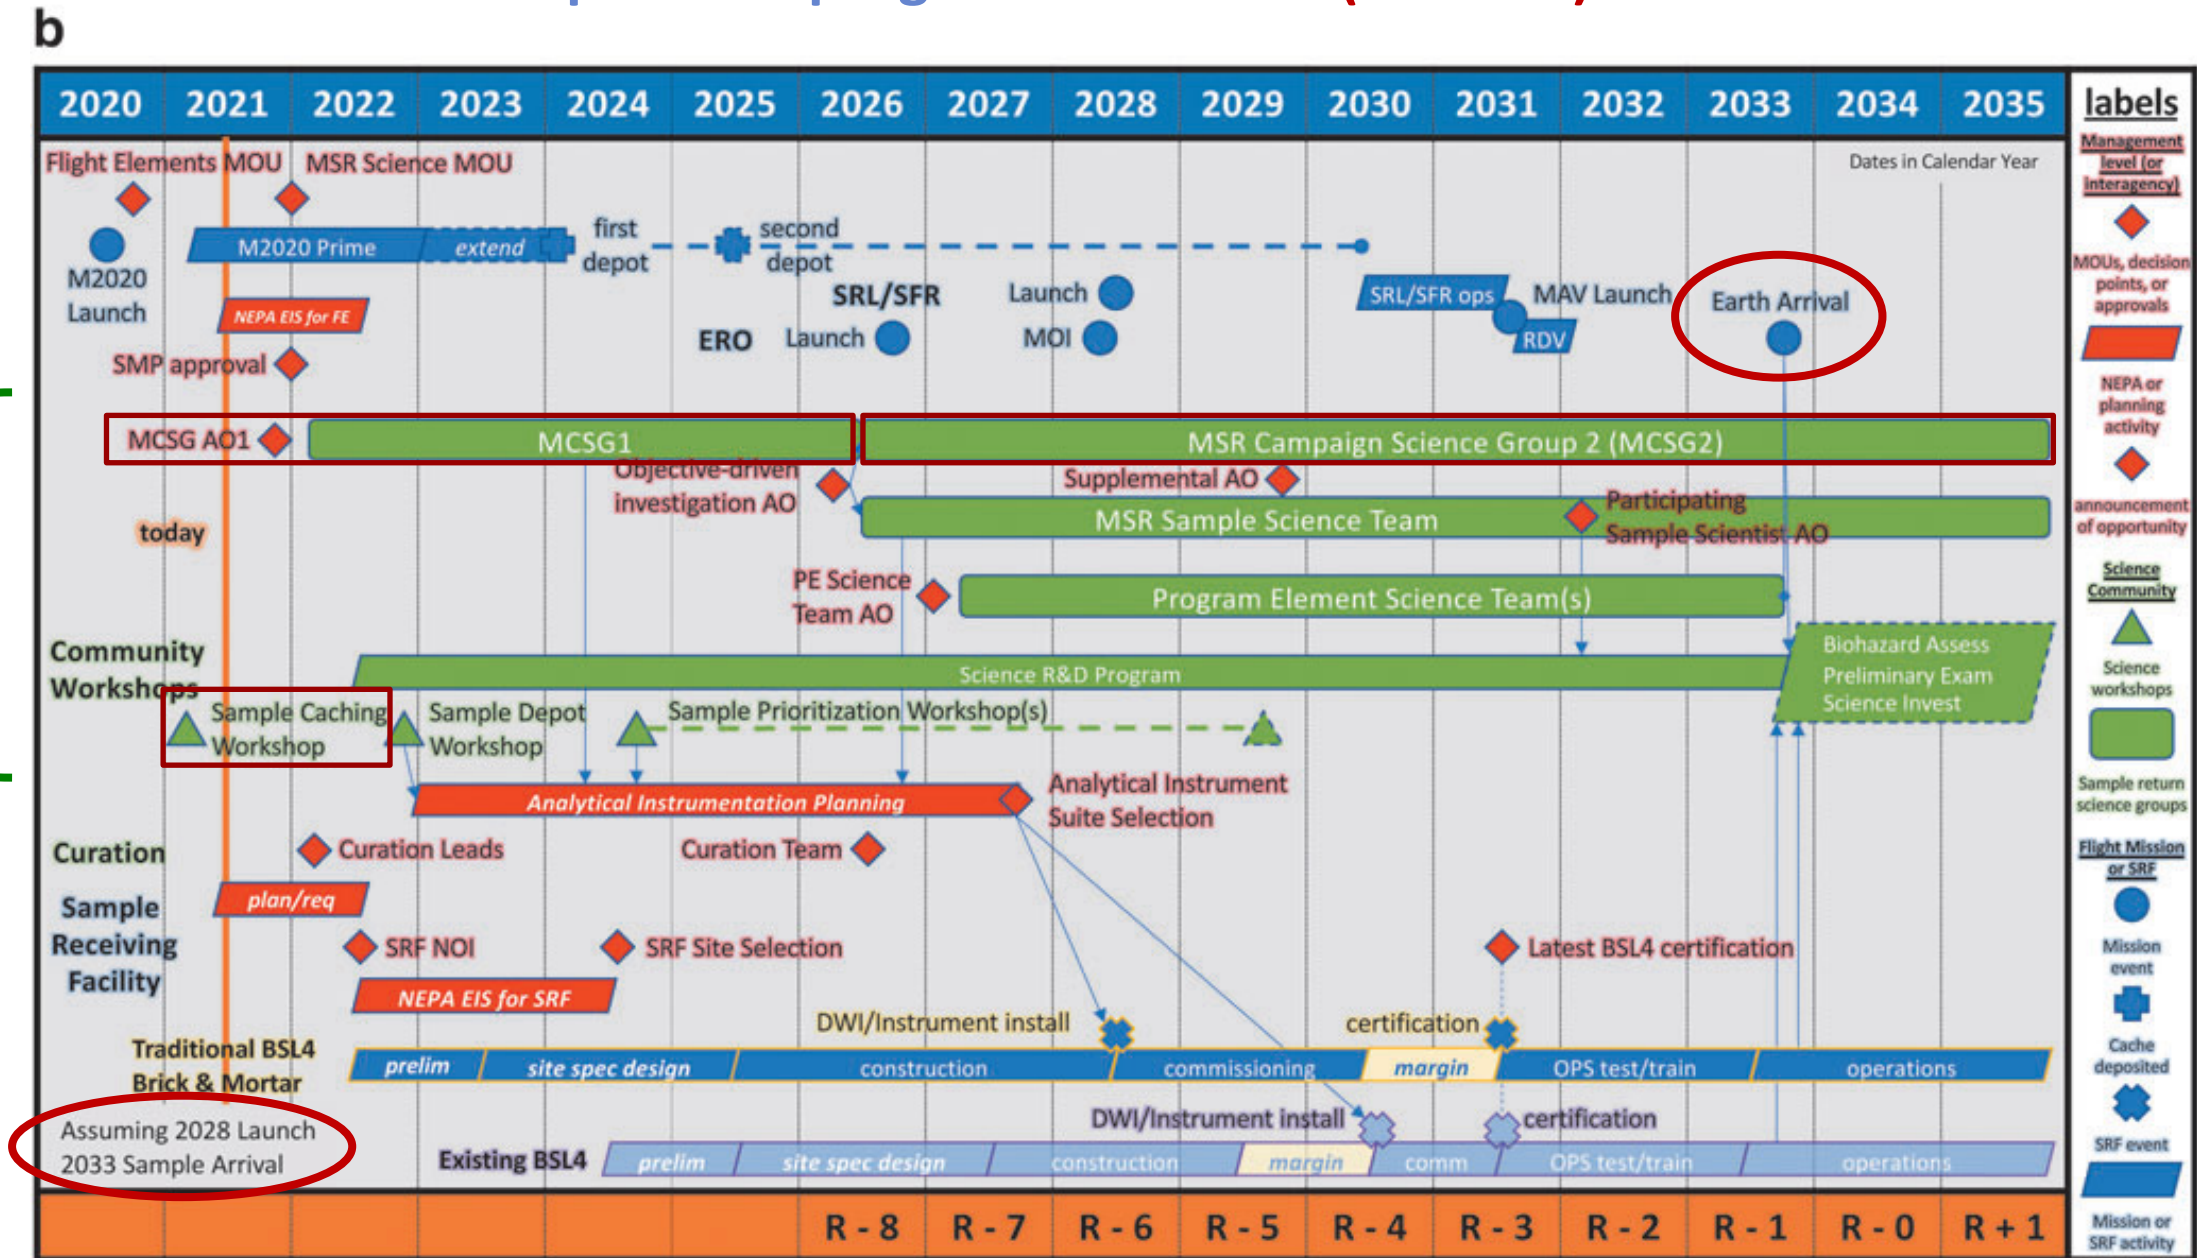 b
2020 2021 2022 2023 2024 2025 2026 2027 2028 2029 2030 2031 2032 2033 2034 2035
Dates in Calendar Year
Flight Elements MOU
MSR Science MOU
M2020
Launch
M2020 Prime
extend
first
depot
second
depot
NEPA EIS for FE
SRL/SFR
Launch
SRL/SFR ops
MAV Launch
Earth Arrival
ERO
Launch
MOI
RDV
SMP approval
MCSG AO1
MCSG1
MSR Campaign Science Group 2 (MCSG2)
Objective-driven
investigation AO
Supplemental AO
MSR Sample Science Team
Participating
Sample Scientist AO
today
PE Science
Team AO
Program Element Science Team(s)
Community
Workshops
Science R&D Program
Biohazard Assess
Preliminary Exam
Science Invest
Sample Caching
Workshop
Sample Depot
Workshop
Sample Prioritization Workshop(s)
Analytical Instrumentation Planning
Analytical Instrument
Suite Selection
Curation
Curation Leads
Curation Team
Sample
Receiving
Facility
plan/req
SRF NOI
SRF Site Selection
Latest BSL4 certification
NEPA EIS for SRF
DWI/Instrument install
certification
Traditional BSL4
Brick & Mortar
prelim
site spec design
construction
commissioning
margin
OPS test/train
operations
Assuming 2028 Launch
2033 Sample Arrival
DWI/Instrument install
certification
Existing BSL4
prelim
site spec design
construction
margin
comm
OPS test/train
operations
R - 8 R - 7 R - 6 R - 5 R - 4 R - 3 R - 2 R - 1 R - 0 R + 1
labels
Management
level (or
interagency)
MOUs, decision
points, or
approvals
NEPA or
planning
activity
announcement
of opportunity
Science
Community
Science
workshops
Sample return
science groups
Flight Mission
or SRF
Mission
event
Cache
deposited
SRF event
Mission or
SRF activity